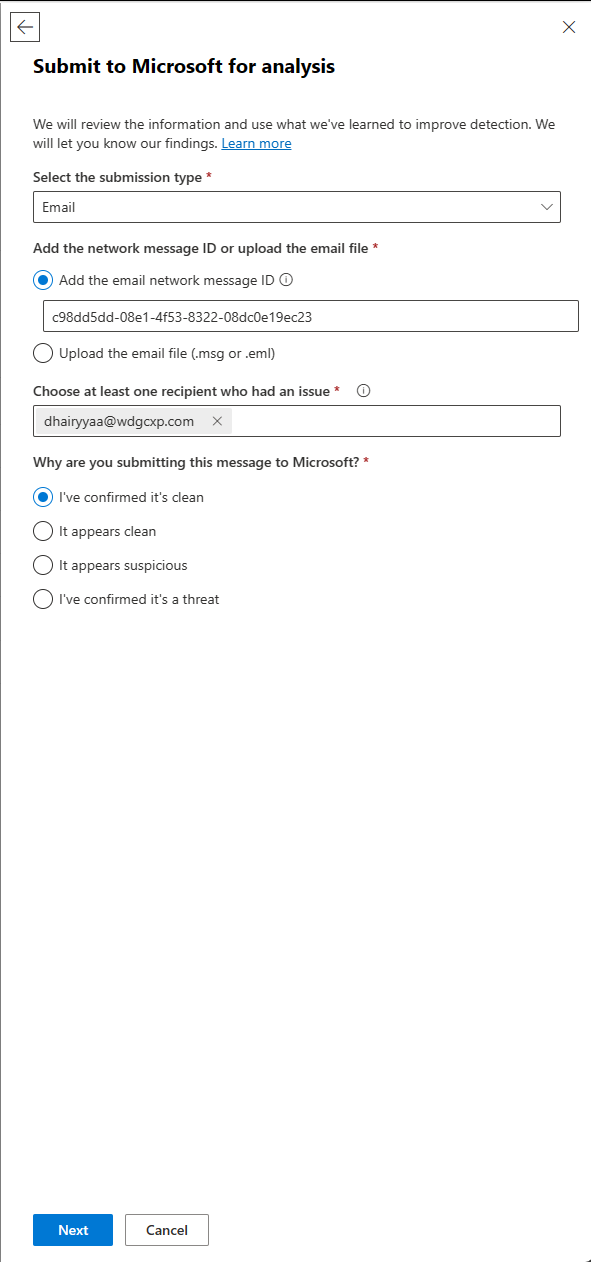 Submit to Microsoft for analysis
We will review the information and use what we've learned to improve detection. We
will let you know our findings. Learn more
Select the submission type *
Email
Add the network message ID or upload the email file *
Add the email network message ID
c98dd5dd-08e1-4f53-8322-08dc0e19ec23
Upload the email file (.msg or .eml)
Choose at least one recipient who had an issue *
dhairyyaa@wdgcxp.com
Why are you submitting this message to Microsoft? *
I've confirmed it's clean
It appears clean
It appears suspicious
I've confirmed it's a threat
Next Cancel